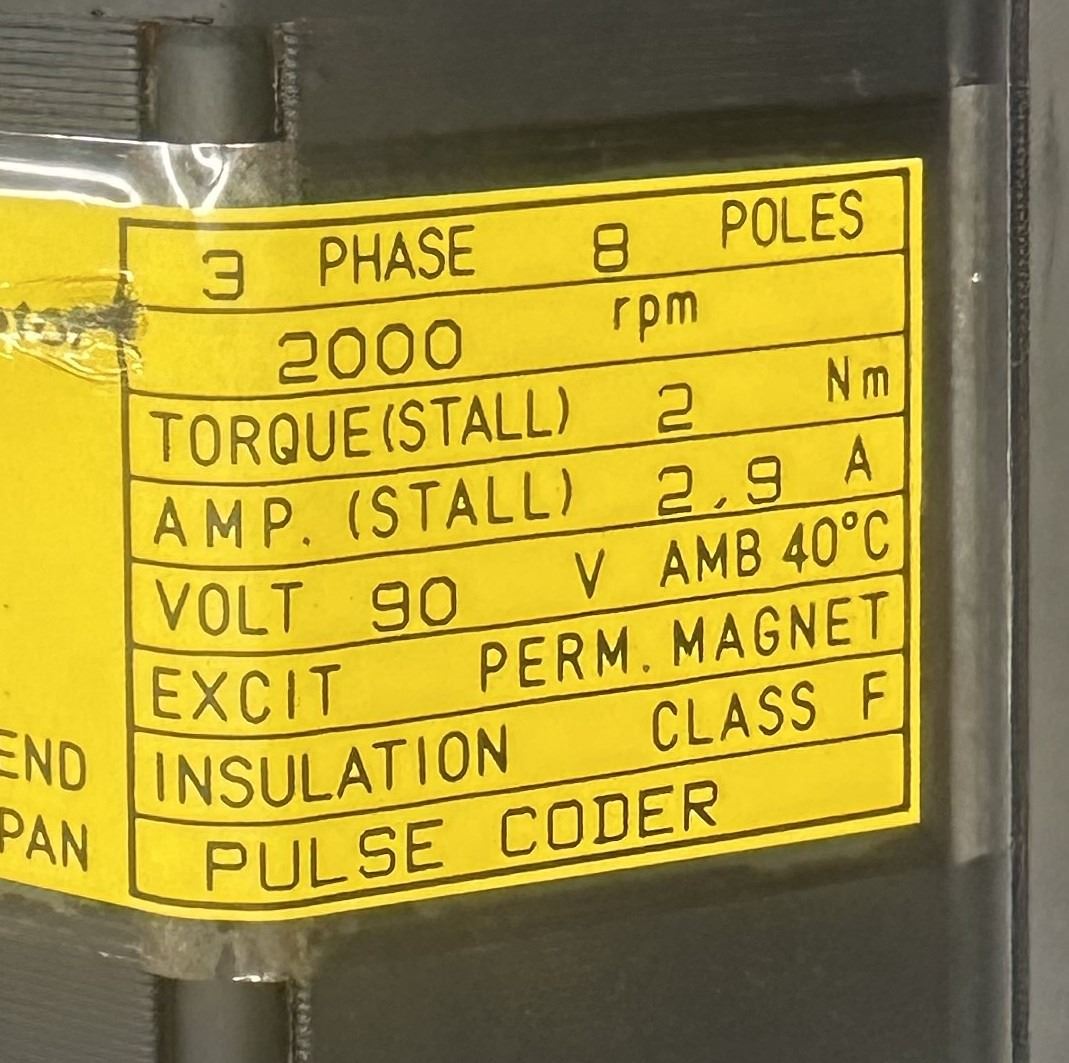 3 PHASE 8 POLES
2000 rpm
TORQUE(STALL) 2 Nm
AMP. (STALL) 2.9 A
VOLT 90 V AMB 40°C
EXCIT PERM. MAGNET
INSULATION CLASS F
PULSE CODER
END
PAN